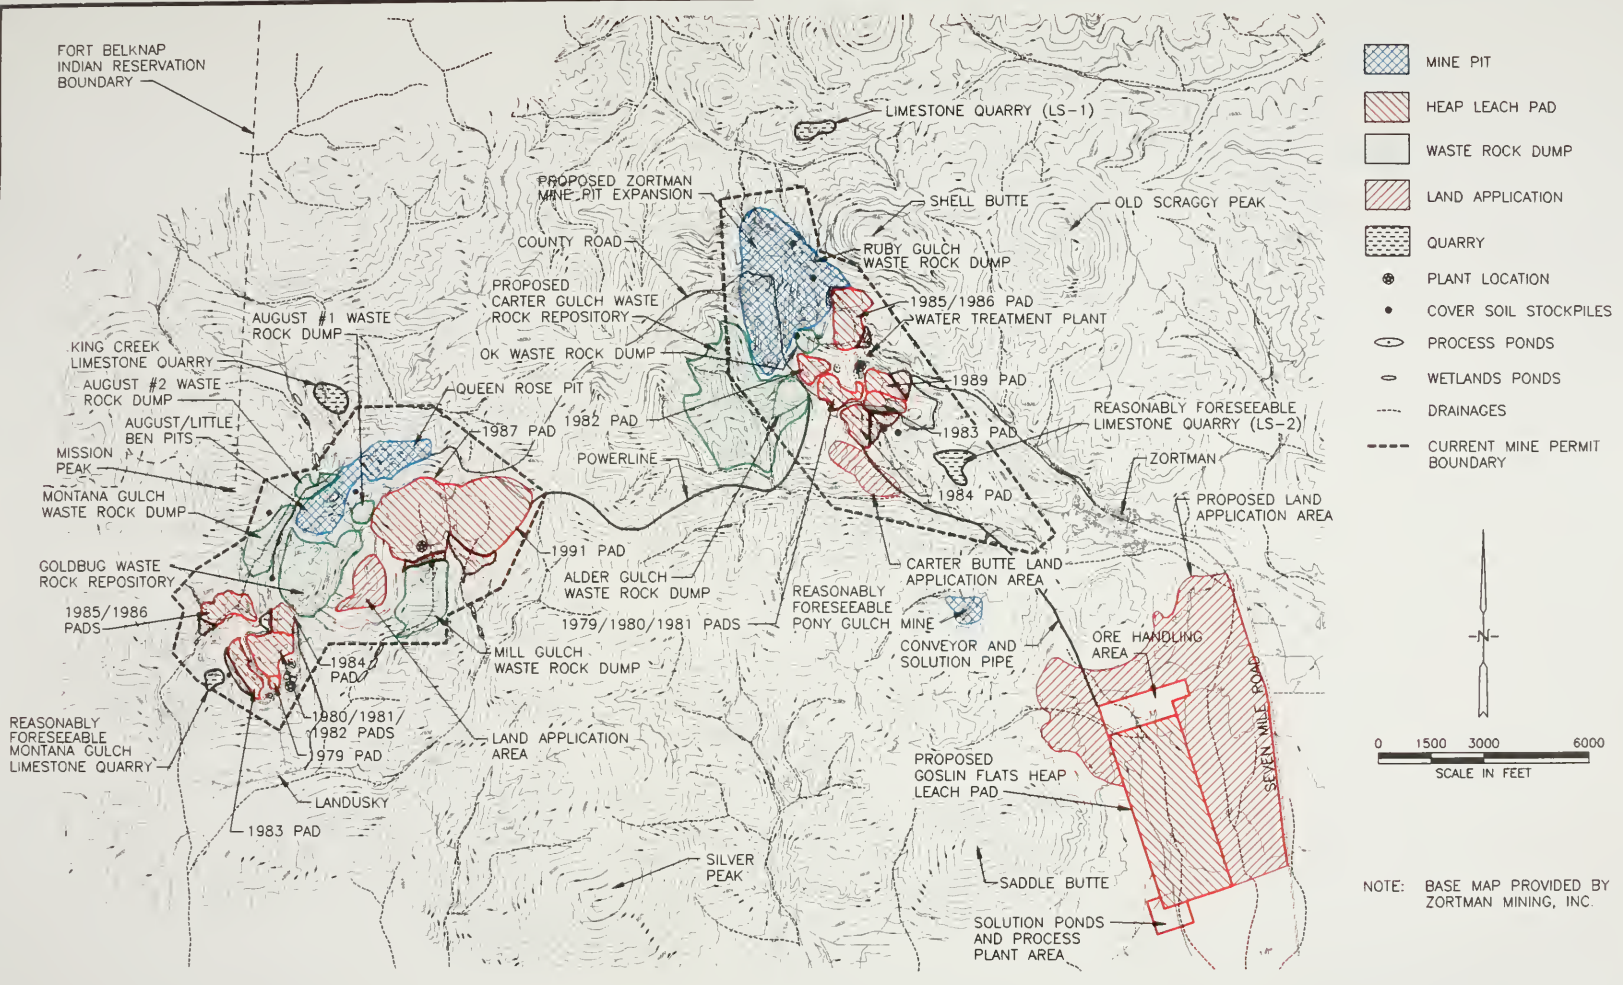 FORT BELKNAP
INDIAN RESERVATION
BOUNDARY
LIMESTONE QUARRY (LS-1)
PROPOSED ZORTMAN
MINE PIT EXPANSION
SHELL BUTTE
OLD SCRAGGY PEAK
COUNTY ROAD
RUBY GULCH
WASTE ROCK DUMP
PROPOSED
CARTER GULCH WASTE
ROCK REPOSITORY
1985/1986 PAD
WATER TREATMENT PLANT
AUGUST #1 WASTE
ROCK DUMP
KING CREEK
LIMESTONE QUARRY
OK WASTE ROCK DUMP
AUGUST #2 WASTE
ROCK DUMP
QUEEN ROSE PIT
1989 PAD
AUGUST/LITTLE
BEN PITS
1982 PAD
1987 PAD
1983 PAD
REASONABLY FORESEEABLE
LIMESTONE QUARRY (LS-2)
MISSION
PEAK
POWERLINE
ZORTMAN
MONTANA GULCH
WASTE ROCK DUMP
1984 PAD
PROPOSED LAND
APPLICATION AREA
1991 PAD
GOLDBUG WASTE
ROCK REPOSITORY
ALDER GULCH
WASTE ROCK DUMP
CARTER BUTTE LAND
APPLICATION AREA
REASONABLY
FORESEEABLE
PONY GULCH MINE
1985/1986
PADS
1979/1980/1981 PADS
CONVEYOR AND
SOLUTION PIPE
ORE HANDLING
AREA
MILL GULCH
WASTE ROCK DUMP
1984
PAD
SEVEN MILE ROAD
REASONABLY
FORESEEABLE
MONTANA GULCH
LIMESTONE QUARRY
1980/1981/
1982 PADS
1979 PAD
LAND APPLICATION
AREA
PROPOSED
GOSLIN FLATS HEAP
LEACH PAD
LANDUSKY
1983 PAD
SILVER
PEAK
SADDLE BUTTE
SOLUTION PONDS
AND PROCESS
PLANT AREA
MINE PIT
HEAP LEACH PAD
WASTE ROCK DUMP
LAND APPLICATION
QUARRY
PLANT LOCATION
COVER SOIL STOCKPILES
PROCESS PONDS
WETLANDS PONDS
DRAINAGES
CURRENT MINE PERMIT
BOUNDARY
-N-
0 1500 3000 6000
SCALE IN FEET
NOTE: BASE MAP PROVIDED BY
ZORTMAN MINING, INC.